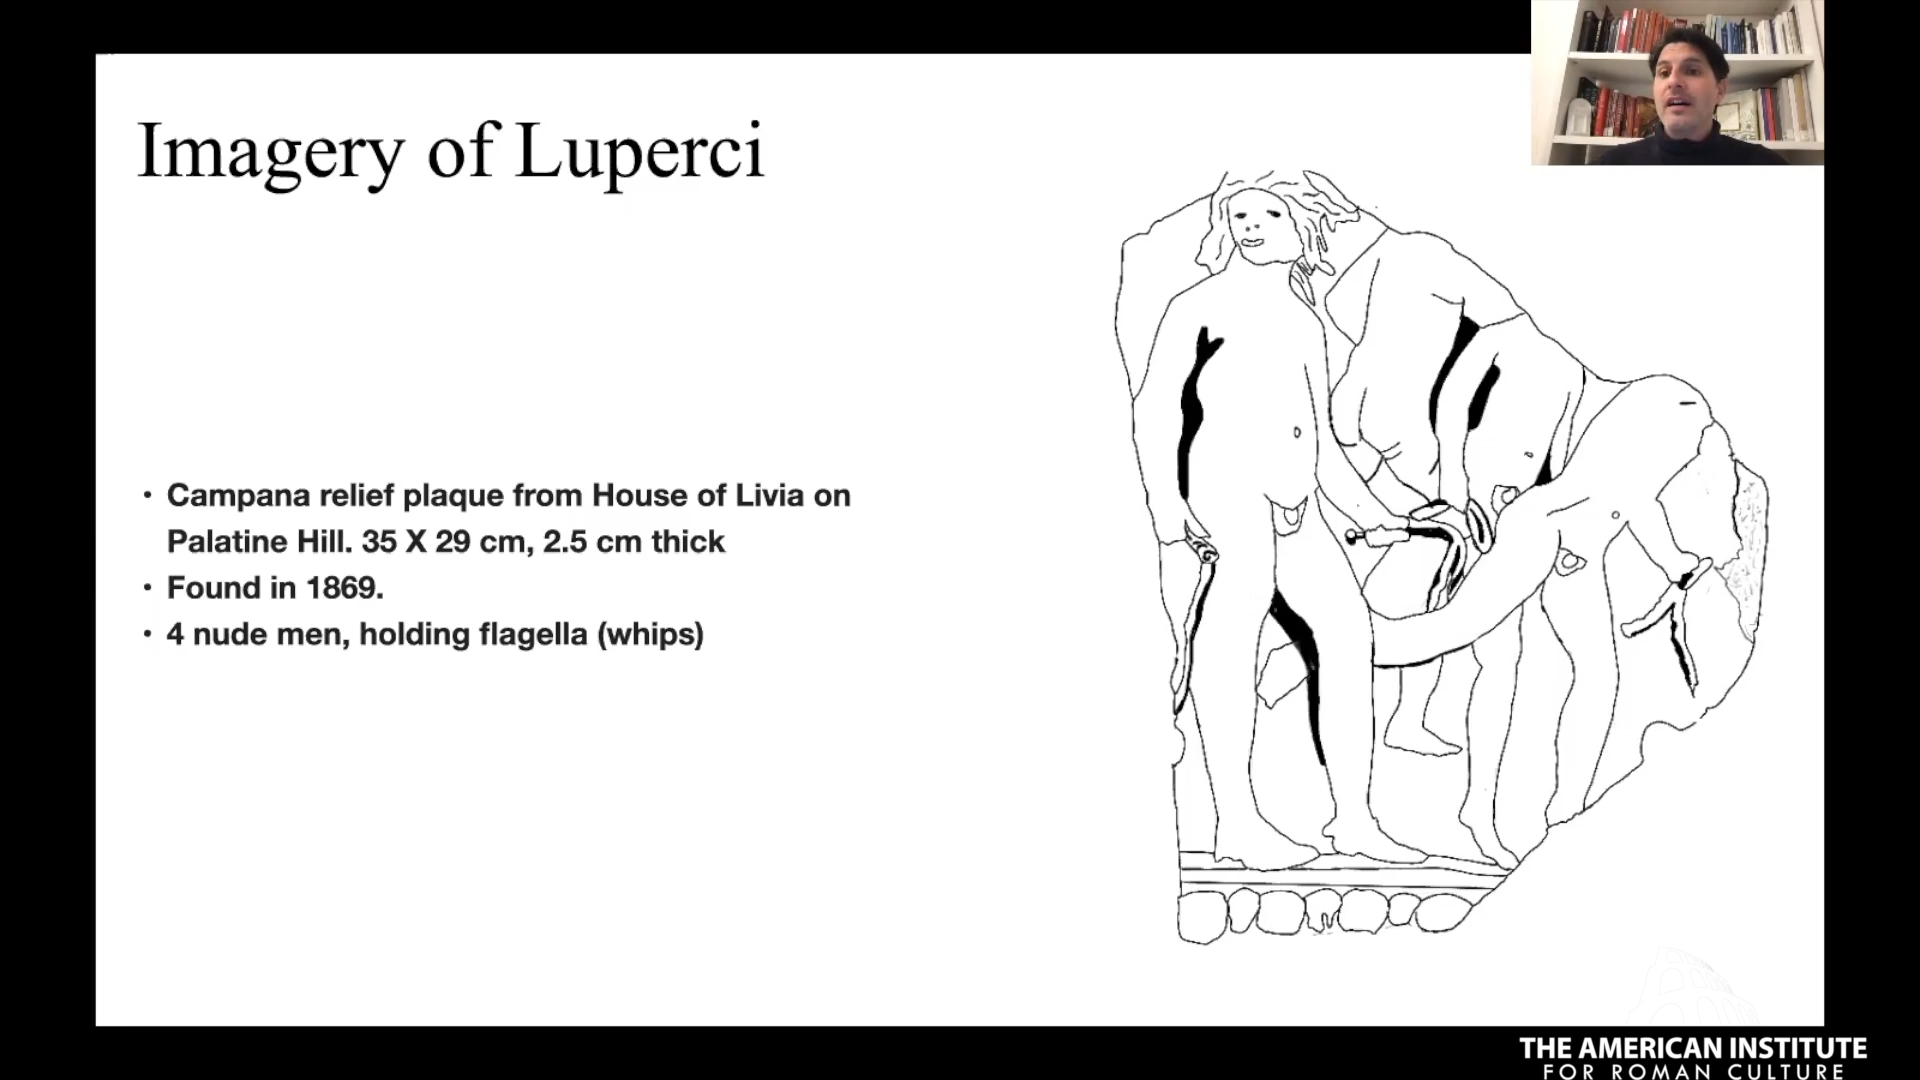 Imagery of Luperci
• Campana relief plaque from House of Livia on
Palatine Hill. 35 X 29 cm, 2.5 cm thick
• Found in 1869.
• 4 nude men, holding flagella (whips)
THE AMERICAN INSTITUTE
FOR ROMAN CULTURE